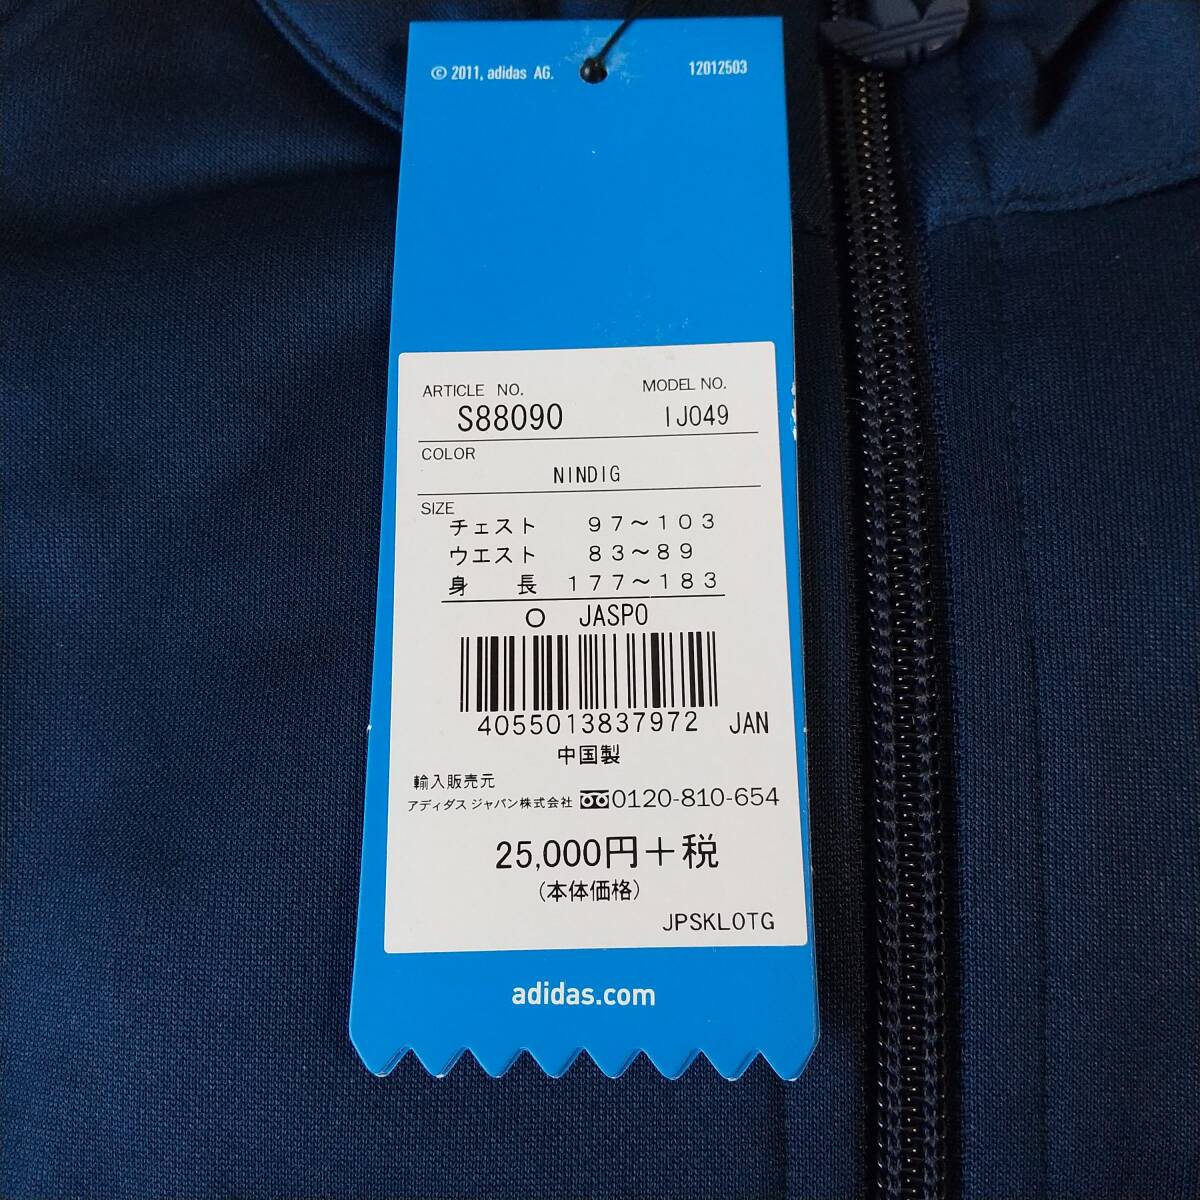 © 2011, adidas AG. 12012503
ARTICLE NO. MODEL NO.
S88090 IJ049
COLOR
NINDIG
SIZE
チェスト 97～103
ウエスト 83～89
身長 177～183
O JASPO
4055013837972 JAN
中国製
輸入販売元
アディダス ジャパン株式会社 0120-810-654
25,000円＋税
(本体価格)
JPSKLOTG
adidas.com